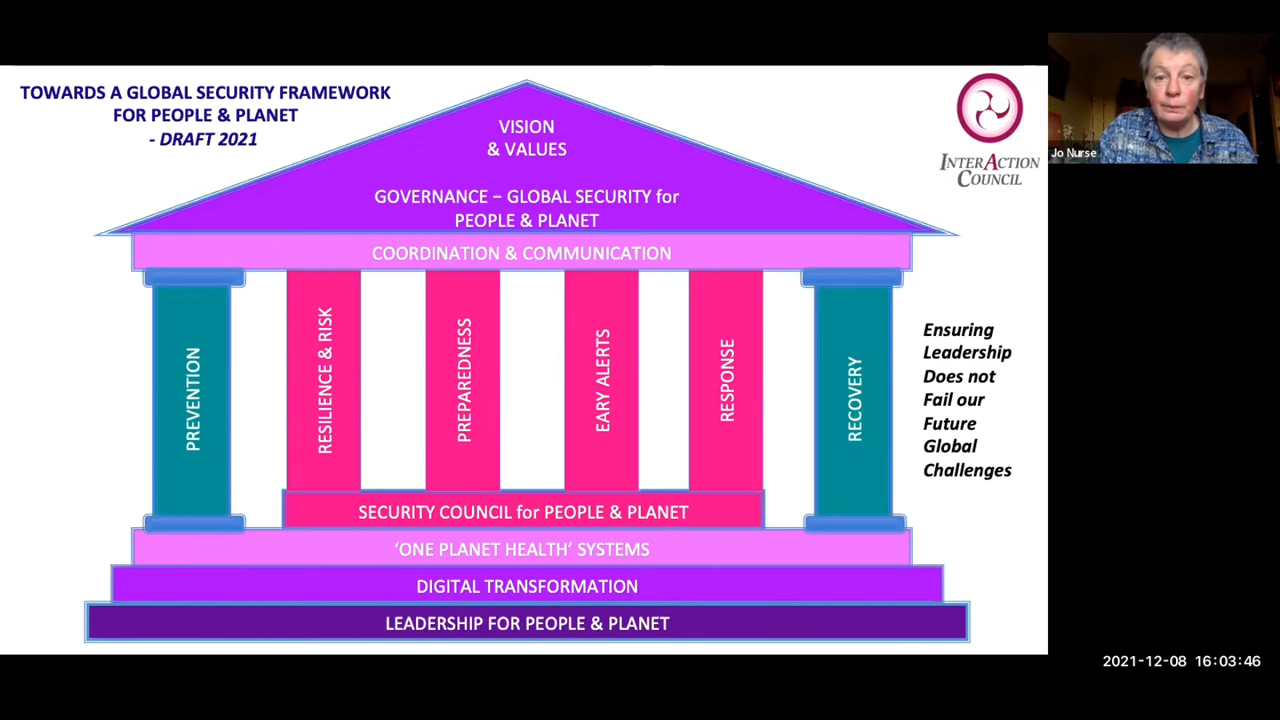 TOWARDS A GLOBAL SECURITY FRAMEWORK
FOR PEOPLE & PLANET
- DRAFT 2021
VISION
& VALUES
GOVERNANCE – GLOBAL SECURITY for
PEOPLE & PLANET
COORDINATION & COMMUNICATION
PREVENTION
RESILIENCE & RISK
PREPAREDNESS
EARY ALERTS
RESPONSE
RECOVERY
SECURITY COUNCIL for PEOPLE & PLANET
‘ONE PLANET HEALTH’ SYSTEMS
DIGITAL TRANSFORMATION
LEADERSHIP FOR PEOPLE & PLANET
INTERACTION
COUNCIL
Ensuring
Leadership
Does not
Fail our
Future
Global
Challenges
Jo Nurse
2021-12-08 16:03:46